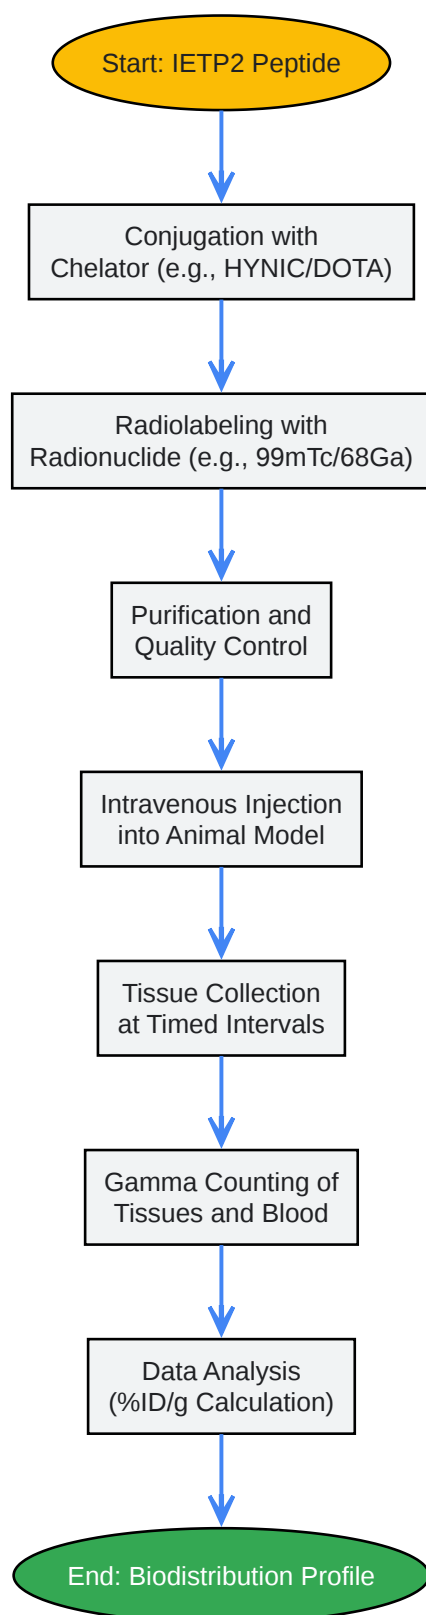 Start: IETP2 Peptide
Conjugation with
Chelator (e.g., HYNIC/DOTA)
Radiolabeling with
Radionuclide (e.g., 99mTc/68Ga)
Purification and
Quality Control
Intravenous Injection
into Animal Model
Tissue Collection
at Timed Intervals
Gamma Counting of
Tissues and Blood
Data Analysis
(%ID/g Calculation)
End: Biodistribution Profile